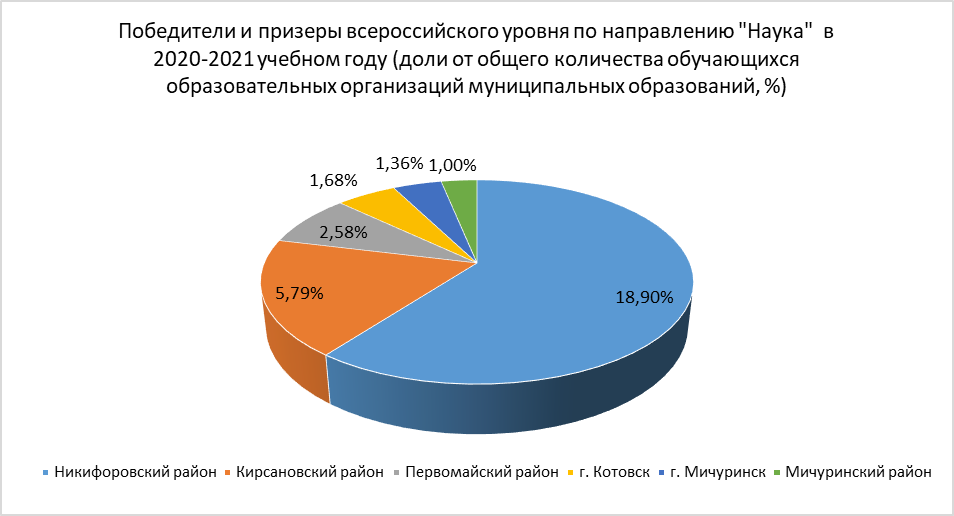 Победители и призеры всероссийского уровня по направлению "Наука" в
2020-2021 учебном году (доли от общего количества обучающихся
образовательных организаций муниципальных образований, %)
1,36%
1,00%
1,68%
2,58%
5,79%
18,90%
Никифоровский район Кирсановский район Первомайский район г. Котовск г. Мичуринск Мичуринский район